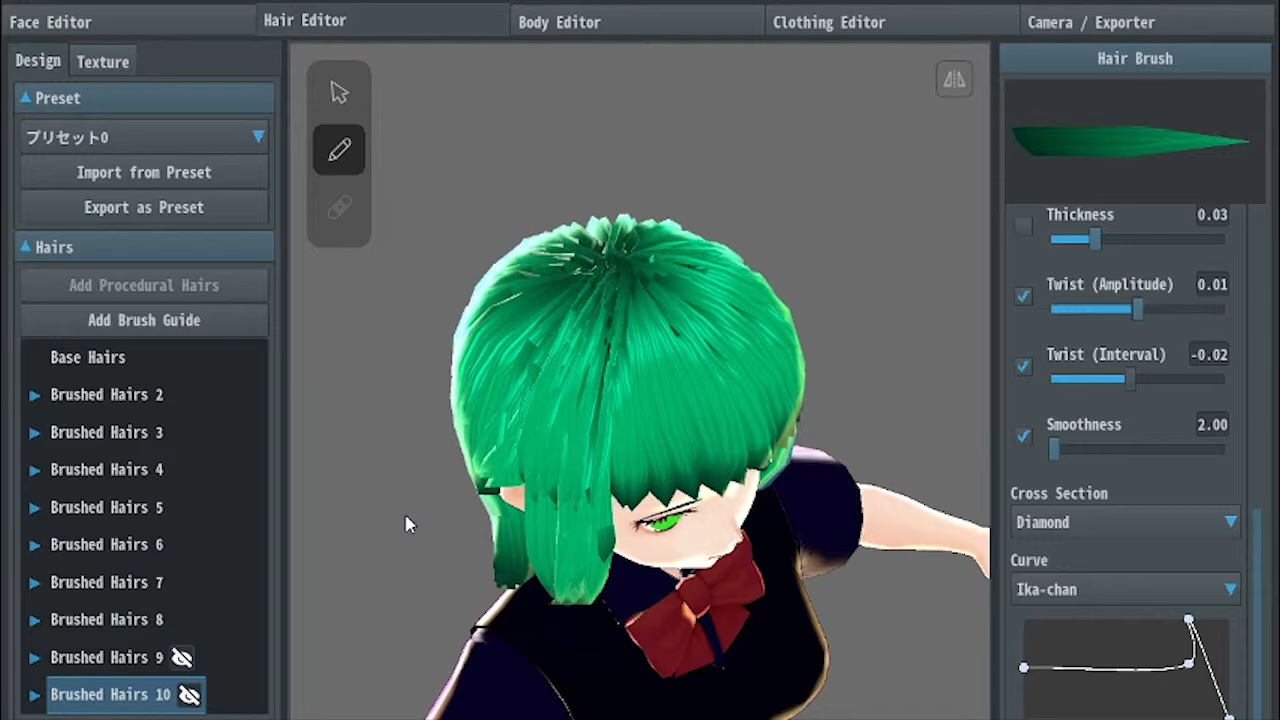 Face Editor
Hair Editor
Body Editor
Clothing Editor
Camera / Exporter
Design
Texture
Preset
プリセット0
Import from Preset
Export as Preset
Hairs
Add Procedural Hairs
Add Brush Guide
Base Hairs
Brushed Hairs 2
Brushed Hairs 3
Brushed Hairs 4
Brushed Hairs 5
Brushed Hairs 6
Brushed Hairs 7
Brushed Hairs 8
Brushed Hairs 9
Brushed Hairs 10
Hair Brush
Thickness 0.03
Twist (Amplitude) 0.01
Twist (Interval) -0.02
Smoothness 2.00
Cross Section
Diamond
Curve
Ika-chan